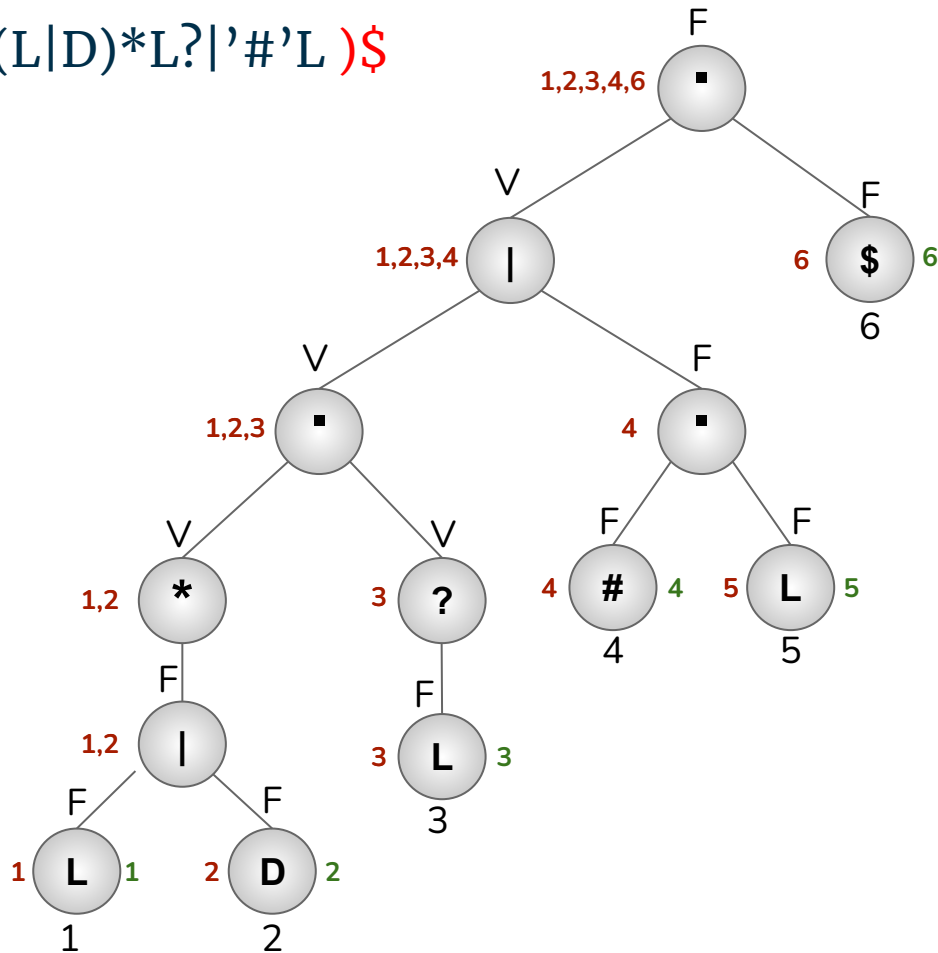 (L|D)*L?|’#’L )$
F
1,2,3,4,6 ▪
V
F
1,2,3,4 |
6 $ 6
6
V
F
1,2,3 ▪
4 ▪
V
V
F
F
1,2 *
3 ?
4 # 4
5 L 5
4
5
F
F
1,2 |
3 L 3
3
F
F
1 L 1
2 D 2
1
2